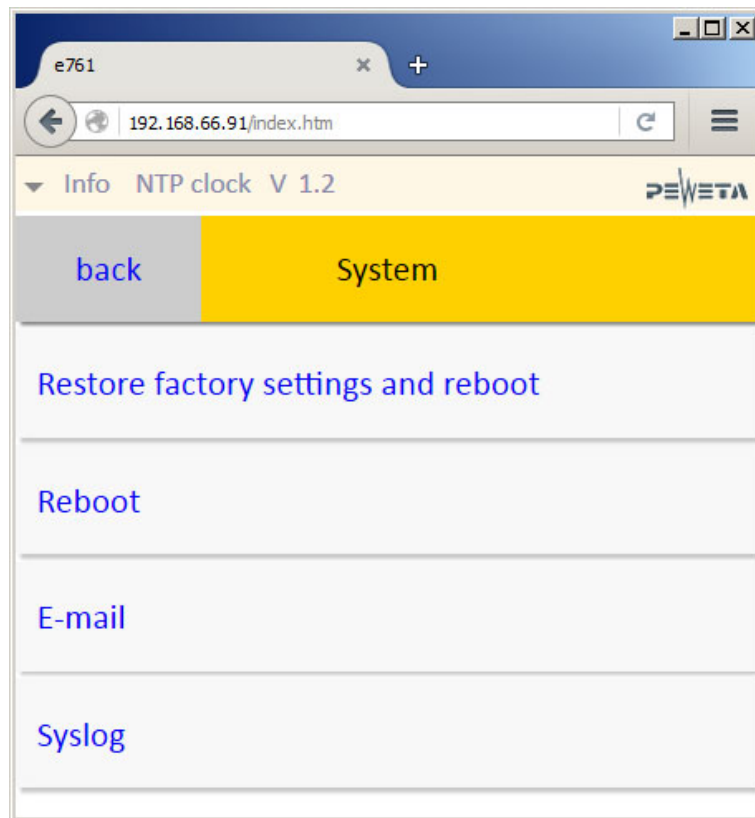 e761
192.168.66.91/index.htm
Info NTP clock V 1.2
PEWETA
back System
Restore factory settings and reboot
Reboot
E-mail
Syslog